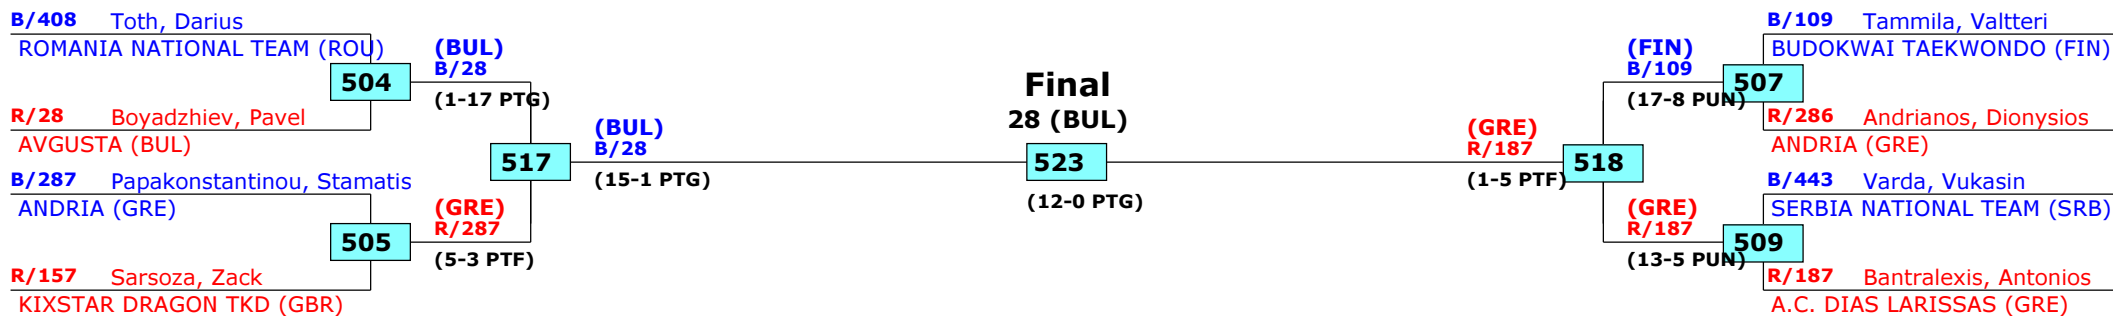 B/408 Toth, Darius
ROMANIA NATIONAL TEAM (ROU)
504
R/28 Boyadzhiev, Pavel
AVGUSTA (BUL)
B/287 Papakonstantinou, Stamatis
ANDRIA (GRE)
505
R/157 Sarsoza, Zack
KIXSTAR DRAGON TKD (GBR)
(BUL)
B/28
(1-17 PTG)
517
(GRE)
R/287
(5-3 PTF)
(BUL)
B/28
(15-1 PTG)
Final
28 (BUL)
523
(12-0 PTG)
(GRE)
R/187
(1-5 PTF)
518
(FIN)
B/109
(17-8 PUN)
507
(GRE)
R/187
(13-5 PUN)
509
B/109 Tammila, Valtteri
BUDOKWAI TAEKWONDO (FIN)
R/286 Andrianos, Dionysios
ANDRIA (GRE)
B/443 Varda, Vukasin
SERBIA NATIONAL TEAM (SRB)
R/187 Bantralexis, Antonios
A.C. DIAS LARISSAS (GRE)